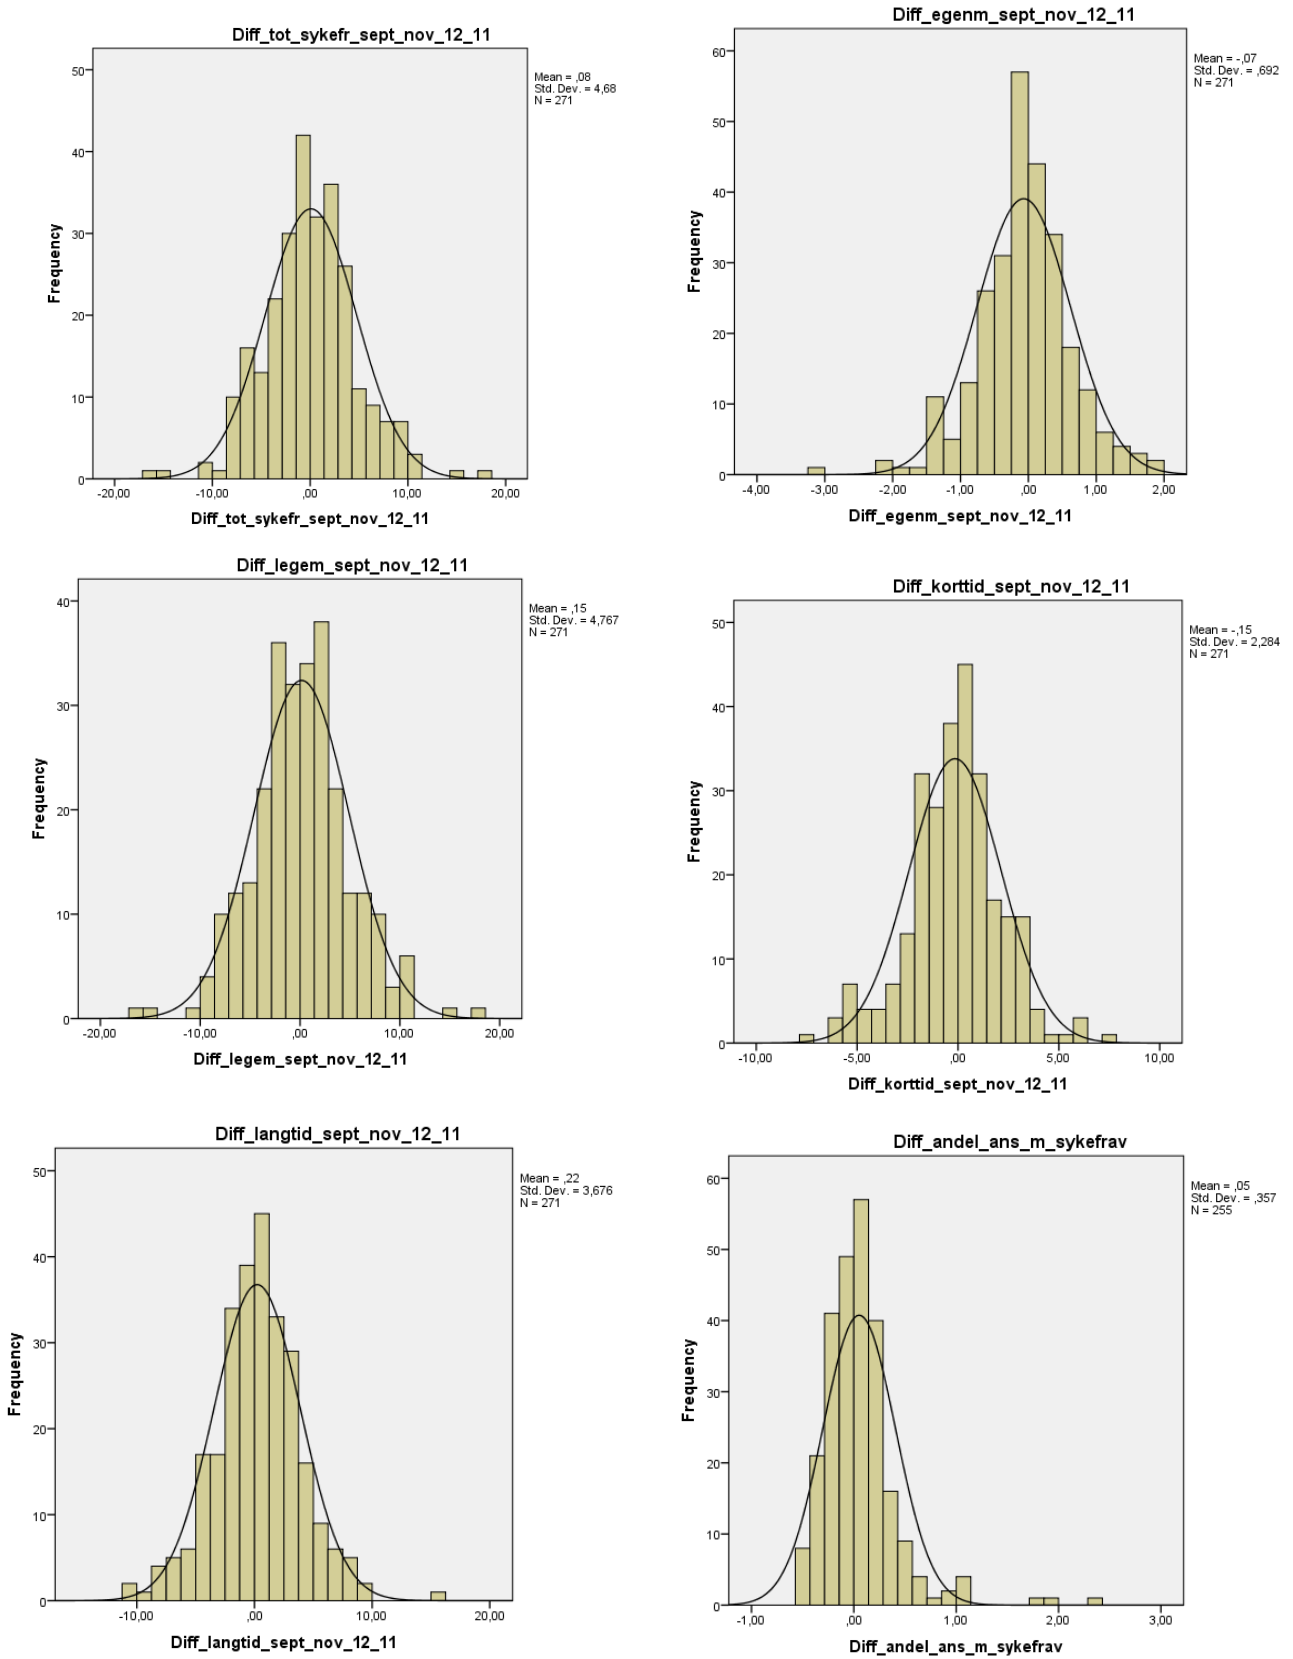 Diff_tot_sykefr_sept_nov_12_11
Mean = ,08
Std. Dev. = 4,68
N = 271
50
40
30
20
10
0
Frequency
-20,00 -10,00 ,00 10,00 20,00
Diff_tot_sykefr_sept_nov_12_11
Diff_egenm_sept_nov_12_11
Mean = -,07
Std. Dev. = ,692
N = 271
60
50
40
30
20
10
0
Frequency
-4,00 -3,00 -2,00 -1,00 ,00 1,00 2,00
Diff_egenm_sept_nov_12_11
Diff_legem_sept_nov_12_11
Mean = ,15
Std. Dev. = 4,767
N = 271
40
30
20
10
0
Frequency
-20,00 -10,00 ,00 10,00 20,00
Diff_legem_sept_nov_12_11
Diff_korttid_sept_nov_12_11
Mean = -,15
Std. Dev. = 2,284
N = 271
50
40
30
20
10
0
Frequency
-10,00 -5,00 ,00 5,00 10,00
Diff_korttid_sept_nov_12_11
Diff_langtid_sept_nov_12_11
Mean = ,22
Std. Dev. = 3,676
N = 271
50
40
30
20
10
0
Frequency
-10,00 ,00 10,00 20,00
Diff_langtid_sept_nov_12_11
Diff_andel_ans_m_sykefrav
Mean = ,05
Std. Dev. = ,357
N = 255
60
50
40
30
20
10
0
Frequency
-1,00 ,00 1,00 2,00 3,00
Diff_andel_ans_m_sykefrav